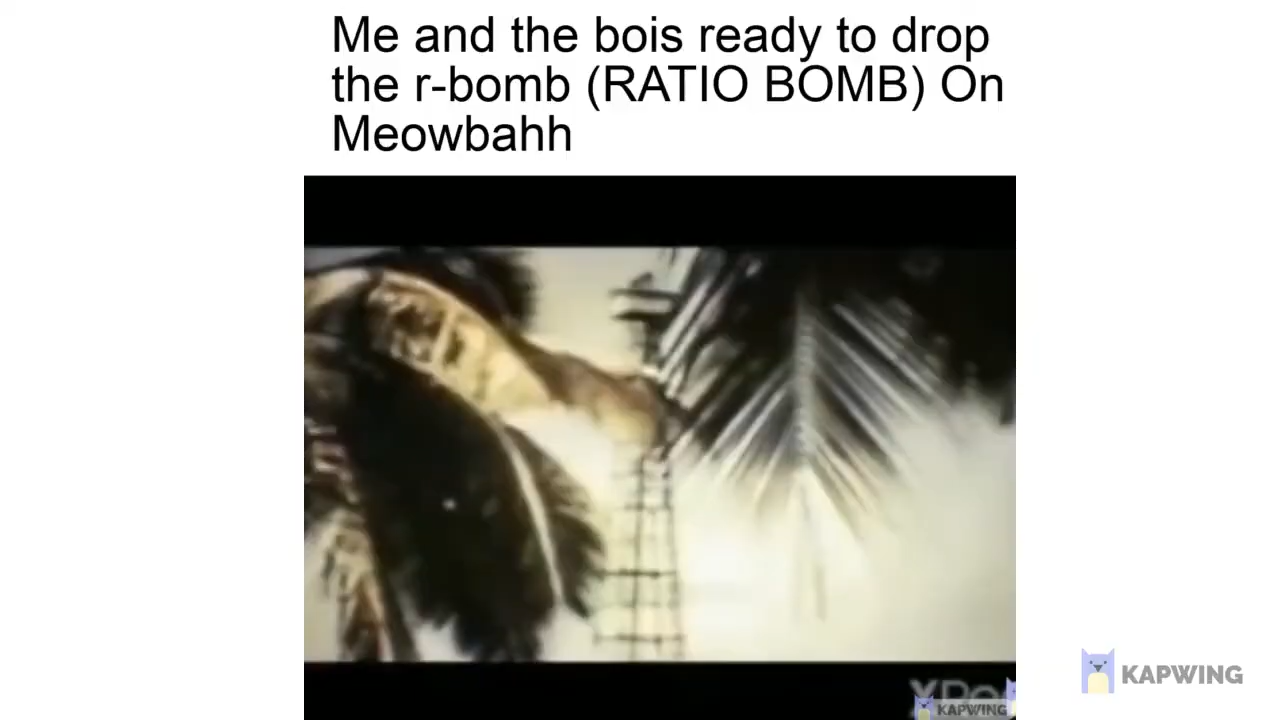 Me and the bois ready to drop
the r-bomb (RATIO BOMB) On
Meowbahh
KAPWING
KAPWING